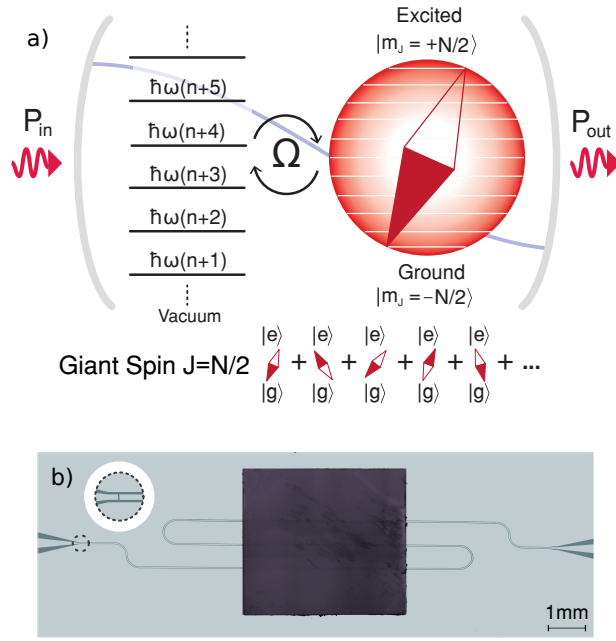 a)
Excited
|m_J = +N/2⟩
P_in
ħω(n+5)
ħω(n+4)
ħω(n+3)
ħω(n+2)
ħω(n+1)
Ω
P_out
Vacuum
Ground
|m_J = −N/2⟩
|e⟩ |e⟩ |e⟩ |e⟩ |e⟩
Giant Spin J=N/2 + + + + + ...
|g⟩ |g⟩ |g⟩ |g⟩ |g⟩
b)
1mm